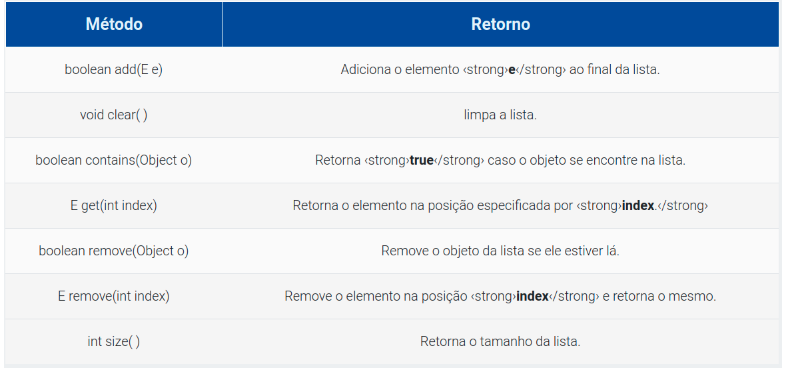 Método Retorno
boolean add(E e) Adiciona o elemento ‹strong›e‹/strong› ao final da lista.
void clear( ) limpa a lista.
boolean contains(Object o) Retorna ‹strong›true‹/strong› caso o objeto se encontre na lista.
E get(int index) Retorna o elemento na posição especificada por ‹strong›index.‹/strong›
boolean remove(Object o) Remove o objeto da lista se ele estiver lá.
E remove(int index) Remove o elemento na posição ‹strong›index‹/strong› e retorna o mesmo.
int size( ) Retorna o tamanho da lista.